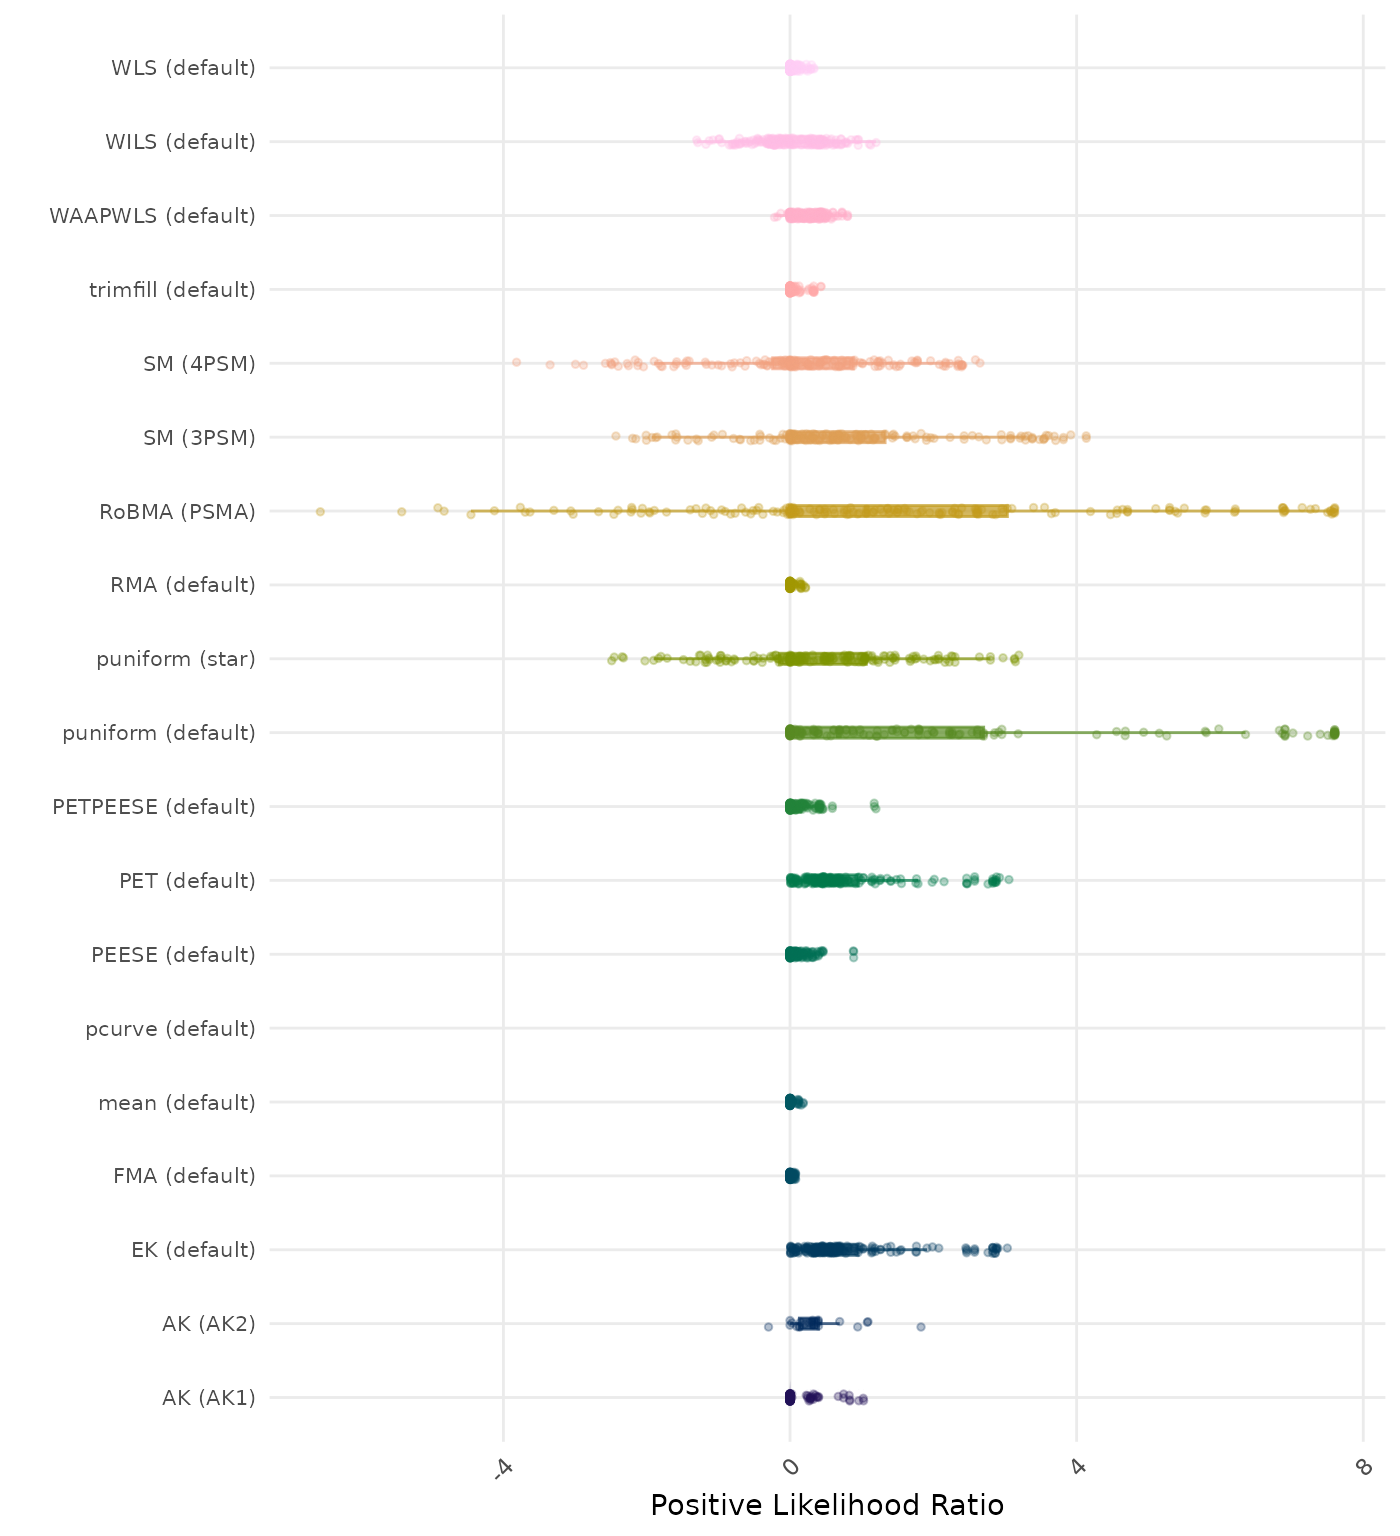 WLS (default)
WILS (default)
WAAPWLS (default)
trimfill (default)
SM (4PSM)
SM (3PSM)
RoBMA (PSMA)
RMA (default)
puniform (star)
puniform (default)
PETPEESE (default)
PET (default)
PEESE (default)
pcurve (default)
mean (default)
FMA (default)
EK (default)
AK (AK2)
AK (AK1)
-4 0 4 8
Positive Likelihood Ratio